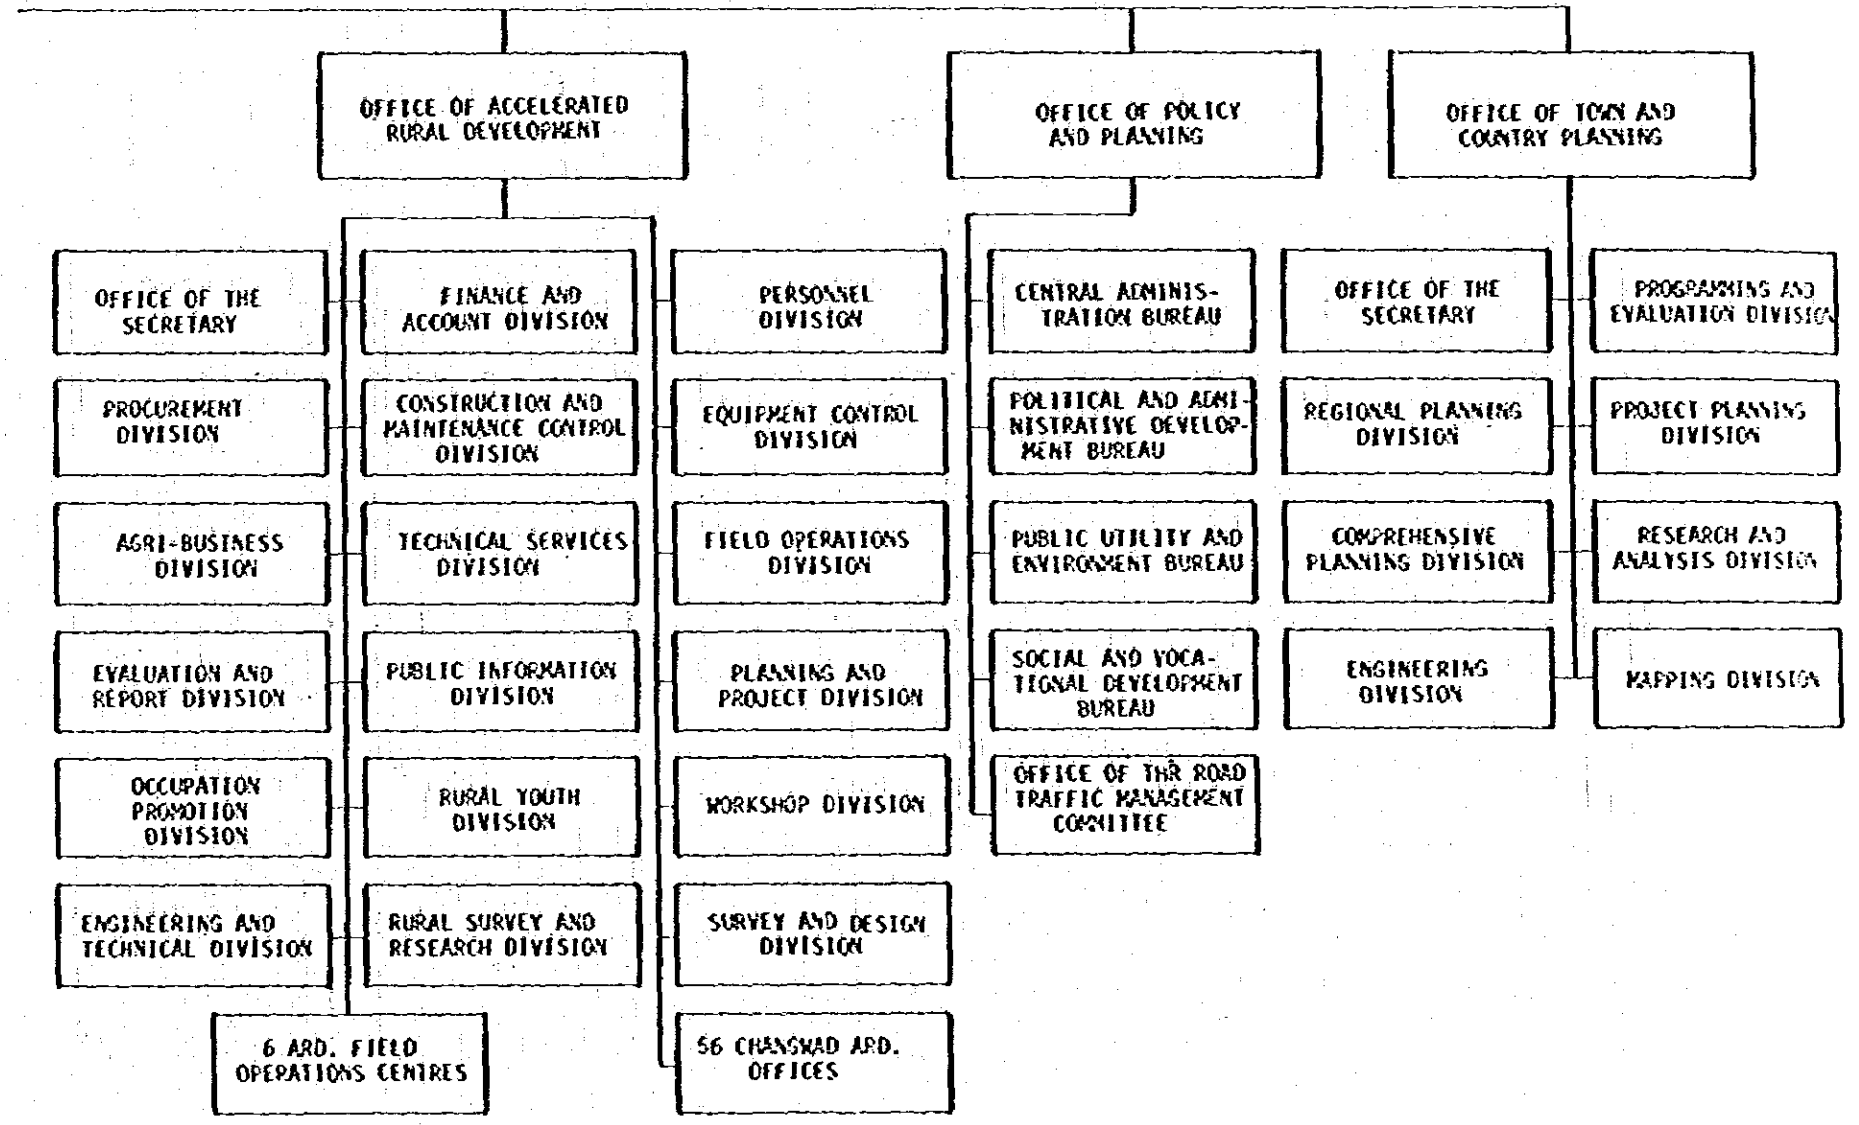 OFFICE OF ACCELERATED
RURAL DEVELOPMENT
OFFICE OF POLICY
AND PLANNING
OFFICE OF TOWN AND
COUNTRY PLANNING
OFFICE OF THE
SECRETARY
FINANCE AND
ACCOUNT DIVISION
PERSONNEL
DIVISION
CENTRAL ADMINIS-
TRATION BUREAU
OFFICE OF THE
SECRETARY
PROGRAMMING AND
EVALUATION DIVISION
PROCUREMENT
DIVISION
CONSTRUCTION AND
MAINTENANCE CONTROL
DIVISION
EQUIPMENT CONTROL
DIVISION
POLITICAL AND ADMI-
NISTRATIVE DEVELOP-
MENT BUREAU
REGIONAL PLANNING
DIVISION
PROJECT PLANNING
DIVISION
AGRI-BUSINESS
DIVISION
TECHNICAL SERVICES
DIVISION
FIELD OPERATIONS
DIVISION
PUBLIC UTILITY AND
ENVIRONMENT BUREAU
COMPREHENSIVE
PLANNING DIVISION
RESEARCH AND
ANALYSIS DIVISION
EVALUATION AND
REPORT DIVISION
PUBLIC INFORMATION
DIVISION
PLANNING AND
PROJECT DIVISION
SOCIAL AND VOCA-
TIONAL DEVELOPMENT
BUREAU
ENGINEERING
DIVISION
MAPPING DIVISION
OCCUPATION
PROMOTION
DIVISION
RURAL YOUTH
DIVISION
WORKSHOP DIVISION
OFFICE OF THR ROAD
TRAFFIC MANAGEMENT
COMMITTEE
ENGINEERING AND
TECHNICAL DIVISION
RURAL SURVEY AND
RESEARCH DIVISION
SURVEY AND DESIGN
DIVISION
6 ARD. FIELD
OPERATIONS CENTRES
56 CHANGWAD ARD.
OFFICES